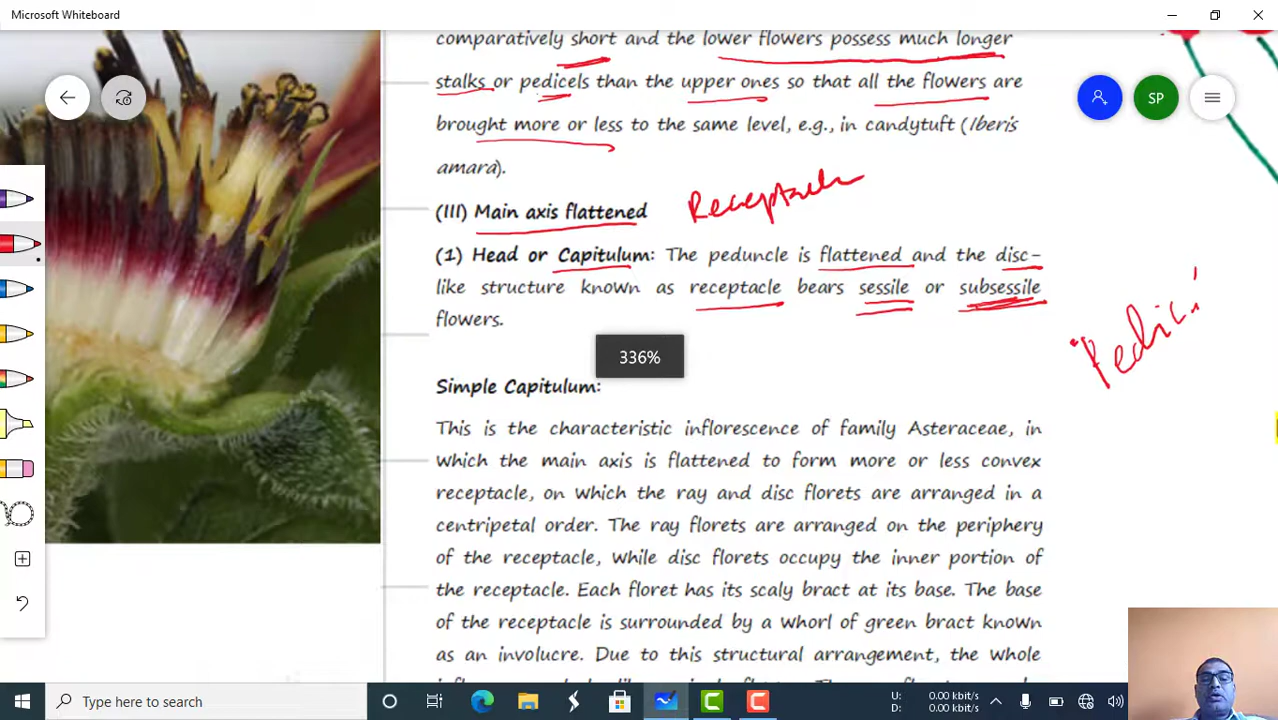 Microsoft Whiteboard
comparatively short and the lower flowers possess much longer
stalks or pedicels than the upper ones so that all the flowers are
SP
brought more or less to the same level, e.g., in candytuft (Iberis
amara).
Receptacle
(III) Main axis flattened
(1) Head or Capitulum: The peduncle is flattened and the disc-
like structure known as receptacle bears sessile or subsessile
flowers.
336%
Simple Capitulum:
This is the characteristic inflorescence of family Asteraceae, in
which the main axis is flattened to form more or less convex
receptacle, on which the ray and disc florets are arranged in a
centripetal order. The ray florets are arranged on the periphery
of the receptacle, While disc florets occupy the inner portion of
the receptacle. Each floret has its scaly bract at its base. The base
of the receptacle is surrounded by a whorl of green bract known
as an involucre. Due to this structural arrangement, the whole
Type here to search
U: 0.00 kbit/s
D: 0.00 kbit/s